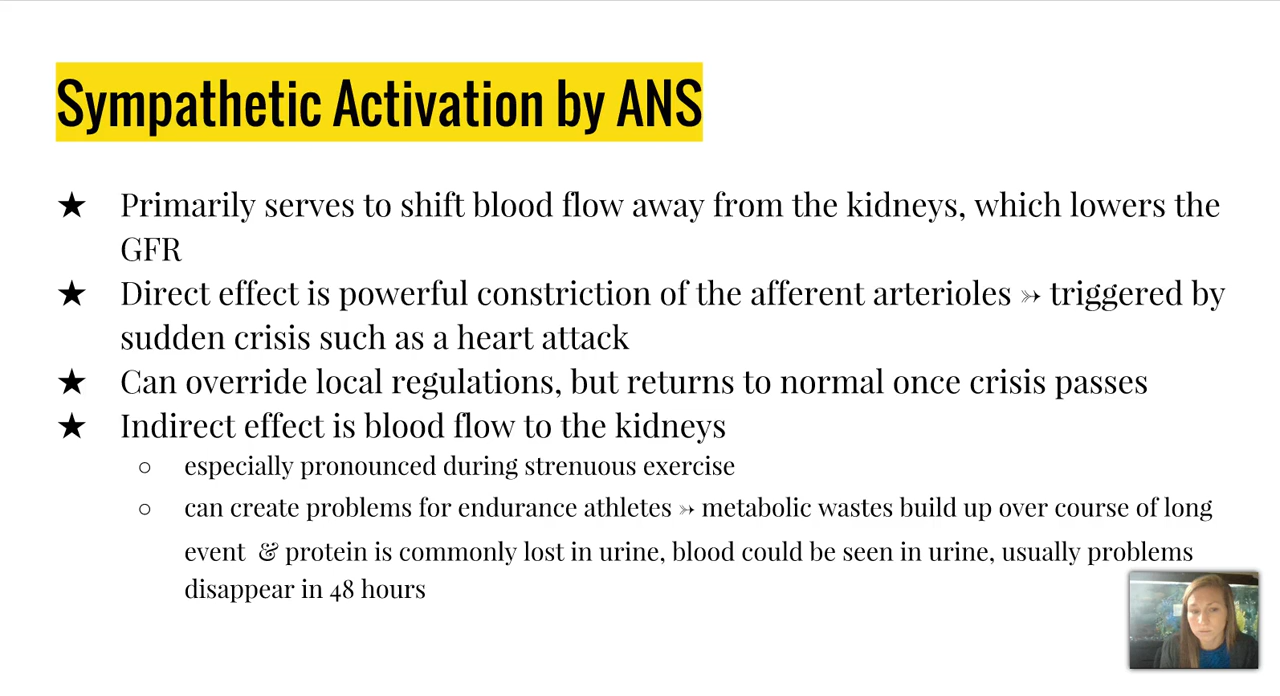 Sympathetic Activation by ANS
★ Primarily serves to shift blood flow away from the kidneys, which lowers the
GFR
★ Direct effect is powerful constriction of the afferent arterioles ➳ triggered by
sudden crisis such as a heart attack
★ Can override local regulations, but returns to normal once crisis passes
★ Indirect effect is blood flow to the kidneys
○ especially pronounced during strenuous exercise
○ can create problems for endurance athletes ➳ metabolic wastes build up over course of long
event & protein is commonly lost in urine, blood could be seen in urine, usually problems
disappear in 48 hours